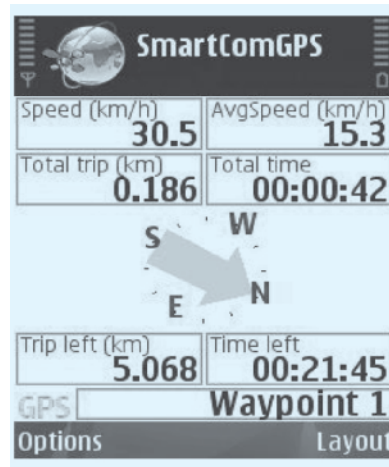 SmartComGPS
Speed (km/h) AvgSpeed (km/h)
30.5 15.3
Total trip (km) Total time
0.186 00:00:42
S W
E N
Trip left (km) Time left
5.068 00:21:45
GPS Waypoint 1
Options Layout